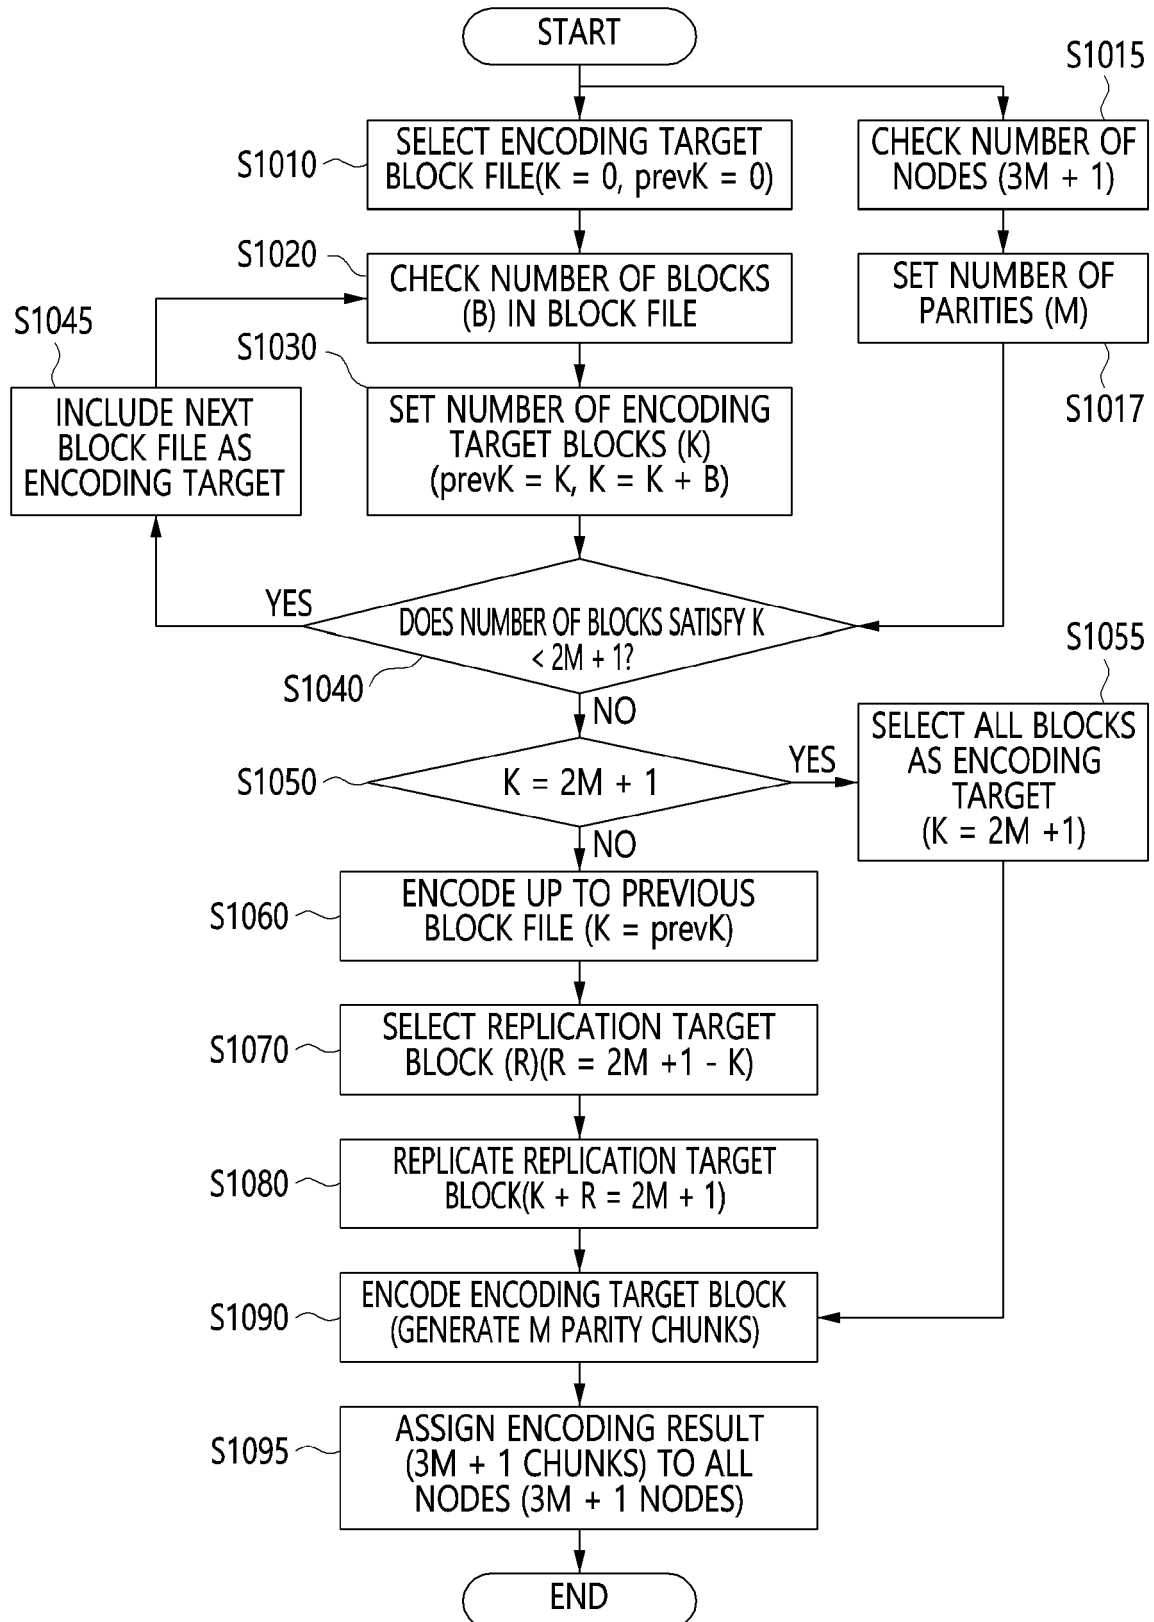 START
S1015
S1010
SELECT ENCODING TARGET
BLOCK FILE(K = 0, prevK = 0)
CHECK NUMBER OF
NODES (3M + 1)
S1020
CHECK NUMBER OF BLOCKS
(B) IN BLOCK FILE
SET NUMBER OF
PARITIES (M)
S1017
S1045
INCLUDE NEXT
BLOCK FILE AS
ENCODING TARGET
S1030
SET NUMBER OF ENCODING
TARGET BLOCKS (K)
(prevK = K, K = K + B)
YES
DOES NUMBER OF BLOCKS SATISFY K
< 2M + 1?
S1040
NO
S1055
S1050
K = 2M + 1
YES
SELECT ALL BLOCKS
AS ENCODING
TARGET
(K = 2M +1)
NO
S1060
ENCODE UP TO PREVIOUS
BLOCK FILE (K = prevK)
S1070
SELECT REPLICATION TARGET
BLOCK (R)(R = 2M +1 - K)
S1080
REPLICATE REPLICATION TARGET
BLOCK(K + R = 2M + 1)
S1090
ENCODE ENCODING TARGET BLOCK
(GENERATE M PARITY CHUNKS)
S1095
ASSIGN ENCODING RESULT
(3M + 1 CHUNKS) TO ALL
NODES (3M + 1 NODES)
END